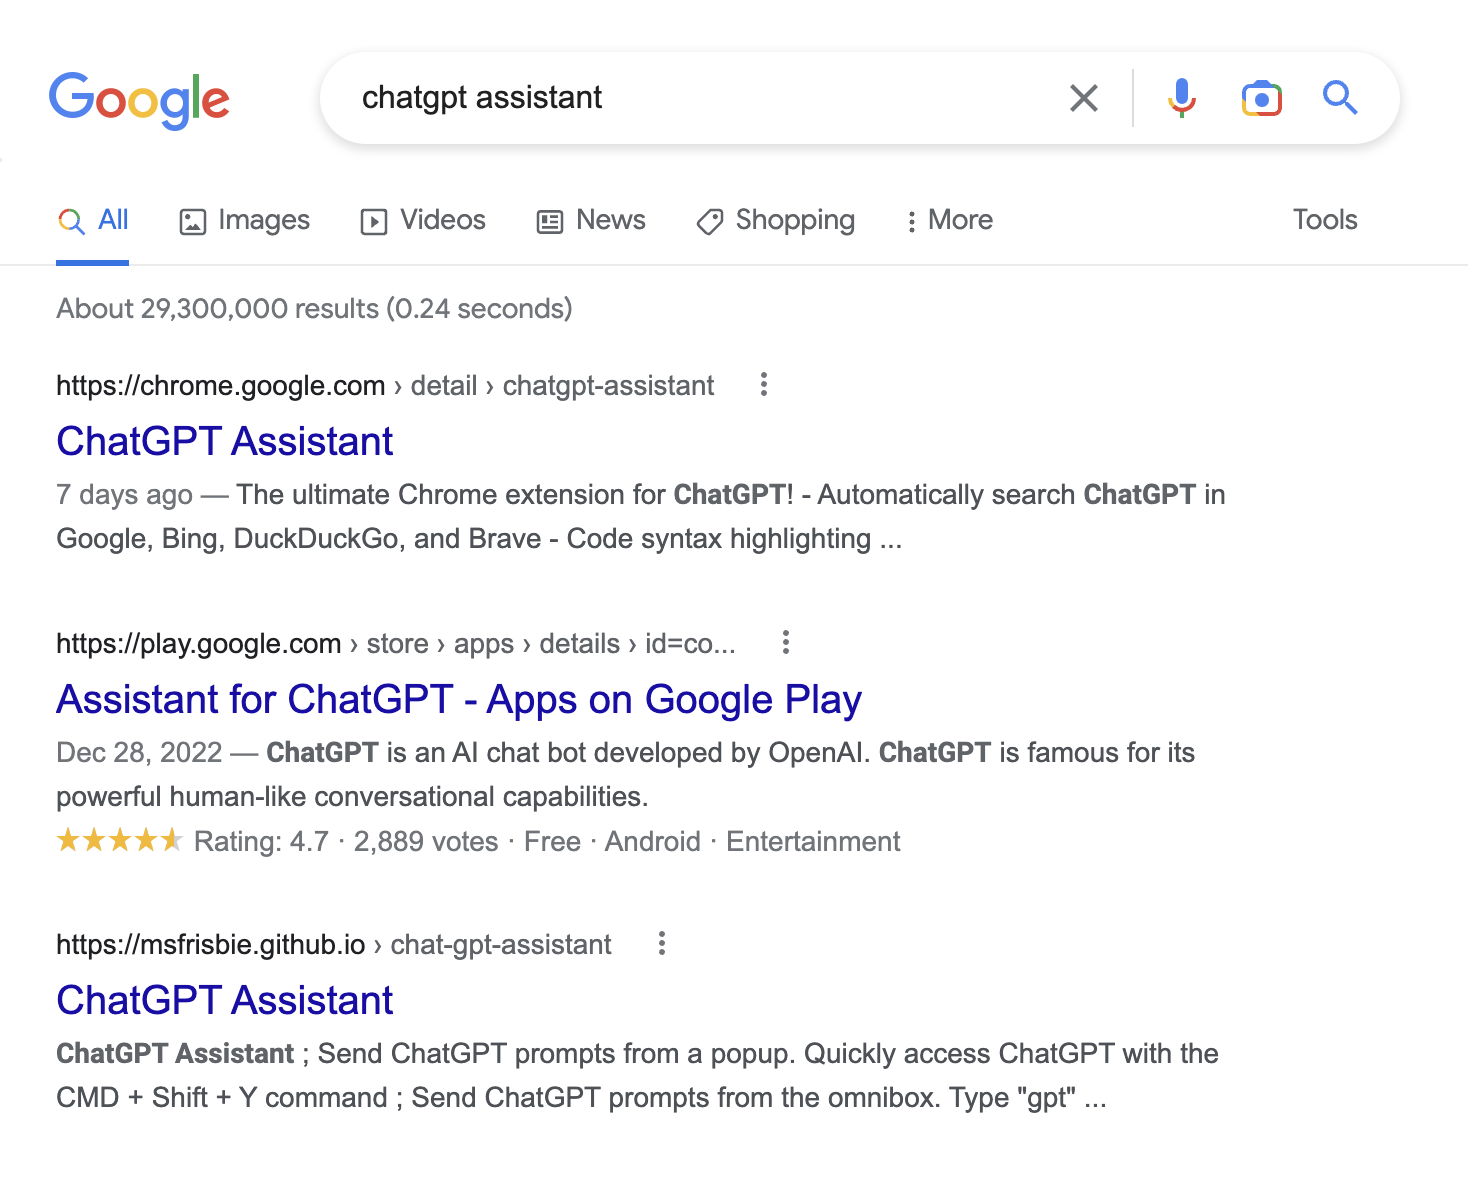 Google
chatgpt assistant
All Images Videos News Shopping More Tools
About 29,300,000 results (0.24 seconds)
https://chrome.google.com › detail › chatgpt-assistant
ChatGPT Assistant
7 days ago — The ultimate Chrome extension for ChatGPT! - Automatically search ChatGPT in
Google, Bing, DuckDuckGo, and Brave - Code syntax highlighting ...
https://play.google.com › store › apps › details › id=co...
Assistant for ChatGPT - Apps on Google Play
Dec 28, 2022 — ChatGPT is an AI chat bot developed by OpenAI. ChatGPT is famous for its
powerful human-like conversational capabilities.
Rating: 4.7 · 2,889 votes · Free · Android · Entertainment
https://msfrisbie.github.io › chat-gpt-assistant
ChatGPT Assistant
ChatGPT Assistant ; Send ChatGPT prompts from a popup. Quickly access ChatGPT with the
CMD + Shift + Y command ; Send ChatGPT prompts from the omnibox. Type "gpt" ...